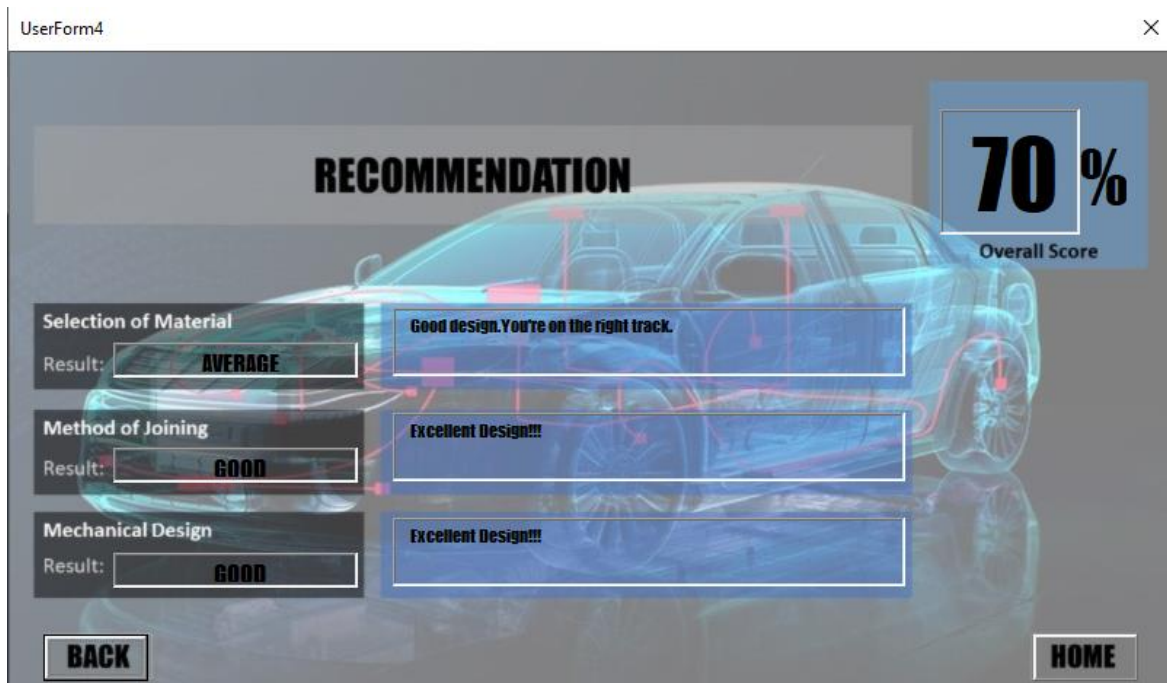 UserForm4
RECOMMENDATION
70 %
Overall Score
Selection of Material
Result: AVERAGE
Good design.You're on the right track.
Method of Joining
Result: GOOD
Excellent Design!!!
Mechanical Design
Result: GOOD
Excellent Design!!!
BACK
HOME